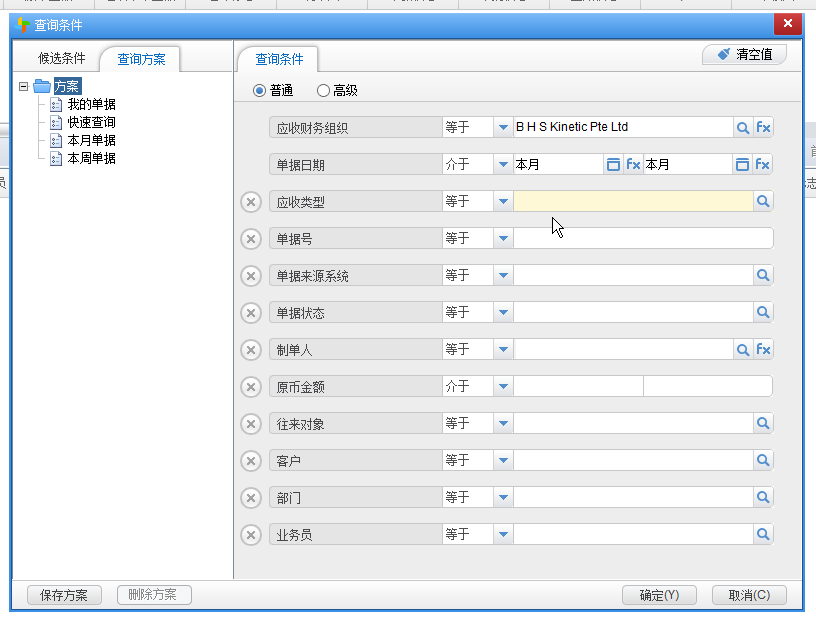 查询条件
候选条件 查询方案
方案
我的单据
快速查询
本月单据
本周单据
查询条件
清空值
普通 高级
应收财务组织 等于 B H S Kinetic Pte Ltd fx
单据日期 介于 本月 fx 本月 fx
应收类型 等于
单据号 等于
单据来源系统 等于
单据状态 等于
制单人 等于 fx
原币金额 介于
往来对象 等于
客户 等于
部门 等于
业务员 等于
保存方案 删除方案 确定(Y) 取消(C)